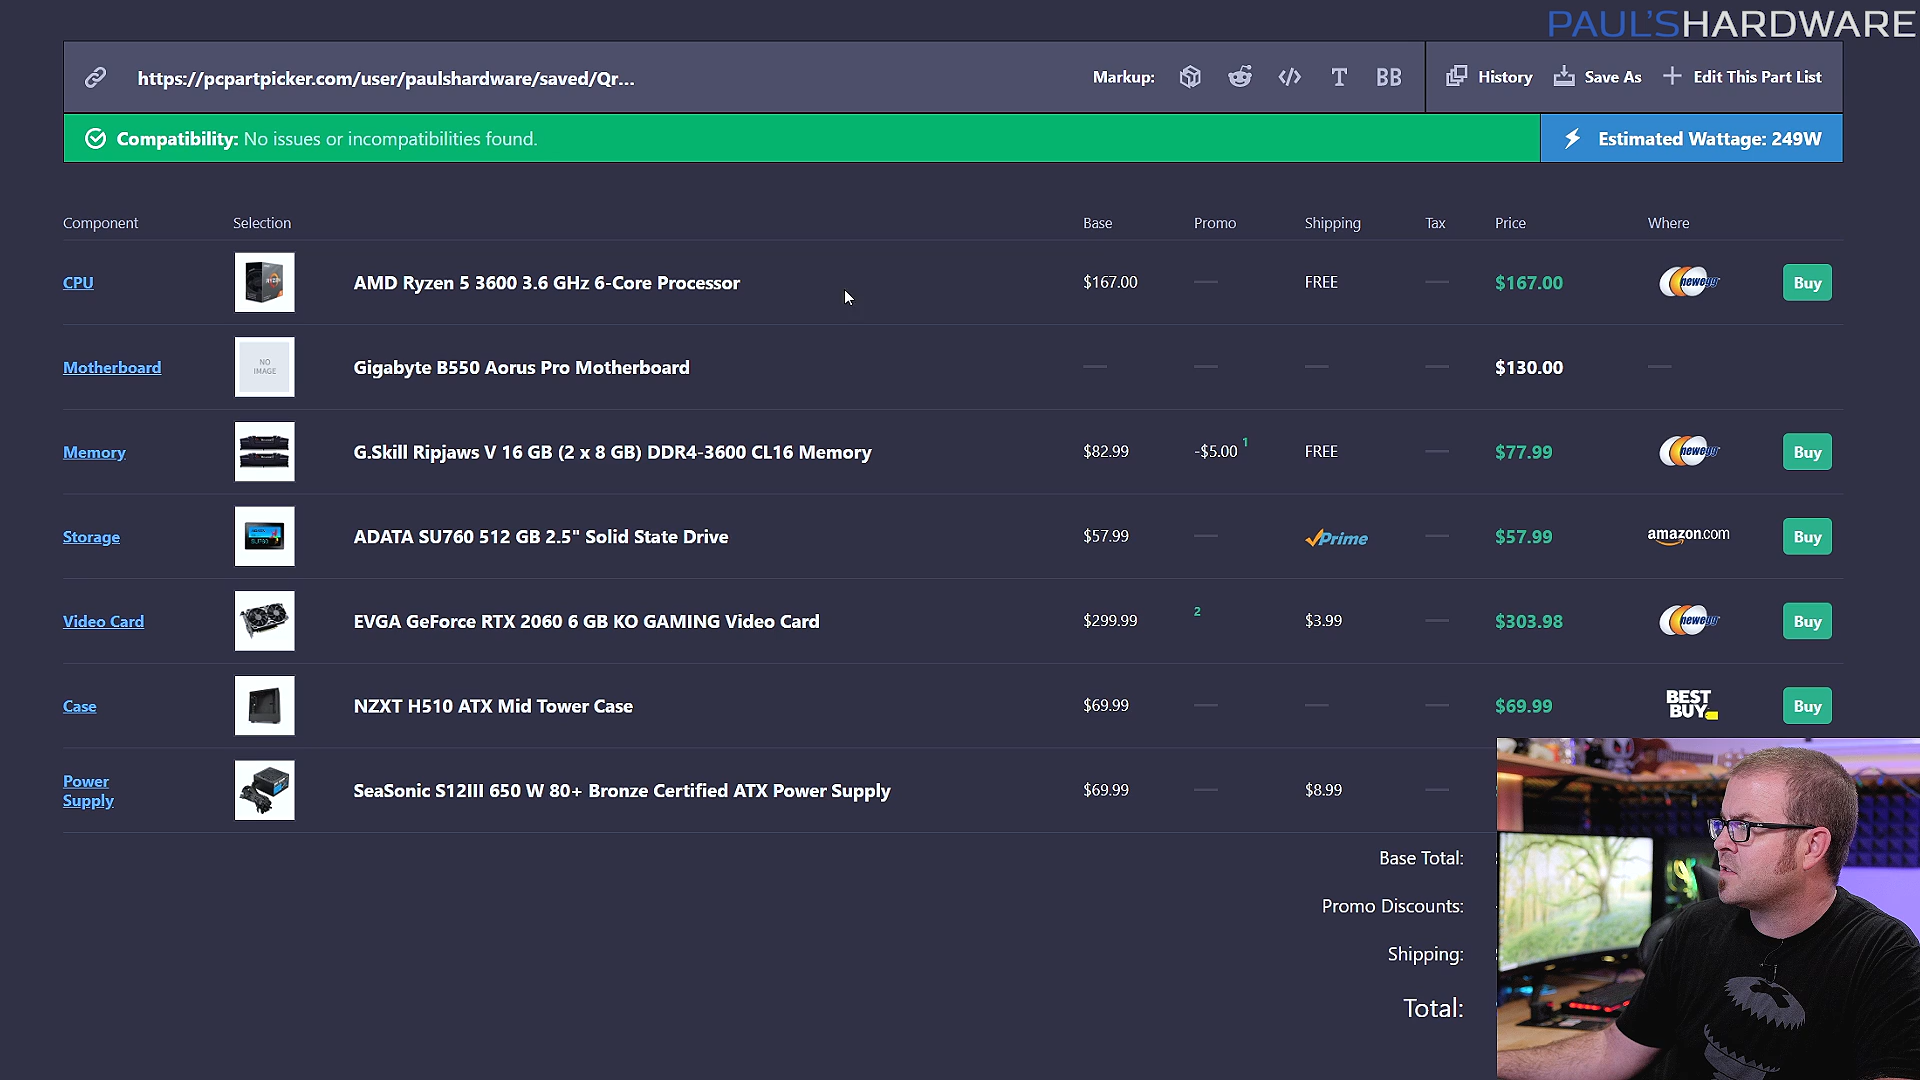 PAUL'SHARDWARE
https://pcpartpicker.com/user/paulshardware/saved/Qr... Markup: T BB History Save As Edit This Part List
Compatibility: No issues or incompatibilities found. Estimated Wattage: 249W
Component Selection Base Promo Shipping Tax Price Where
CPU AMD Ryzen 5 3600 3.6 GHz 6-Core Processor $167.00 — FREE — $167.00 newegg Buy
Motherboard NO IMAGE Gigabyte B550 Aorus Pro Motherboard — — — — $130.00 —
Memory G.Skill Ripjaws V 16 GB (2 x 8 GB) DDR4-3600 CL16 Memory $82.99 -$5.00 1 FREE — $77.99 newegg Buy
Storage ADATA SU760 512 GB 2.5" Solid State Drive $57.99 — Prime — $57.99 amazon.com Buy
Video Card EVGA GeForce RTX 2060 6 GB KO GAMING Video Card $299.99 2 $3.99 — $303.98 newegg Buy
Case NZXT H510 ATX Mid Tower Case $69.99 — — — $69.99 BEST BUY Buy
Power Supply SeaSonic S12III 650 W 80+ Bronze Certified ATX Power Supply $69.99 — $8.99 —
Base Total:
Promo Discounts:
Shipping:
Total: